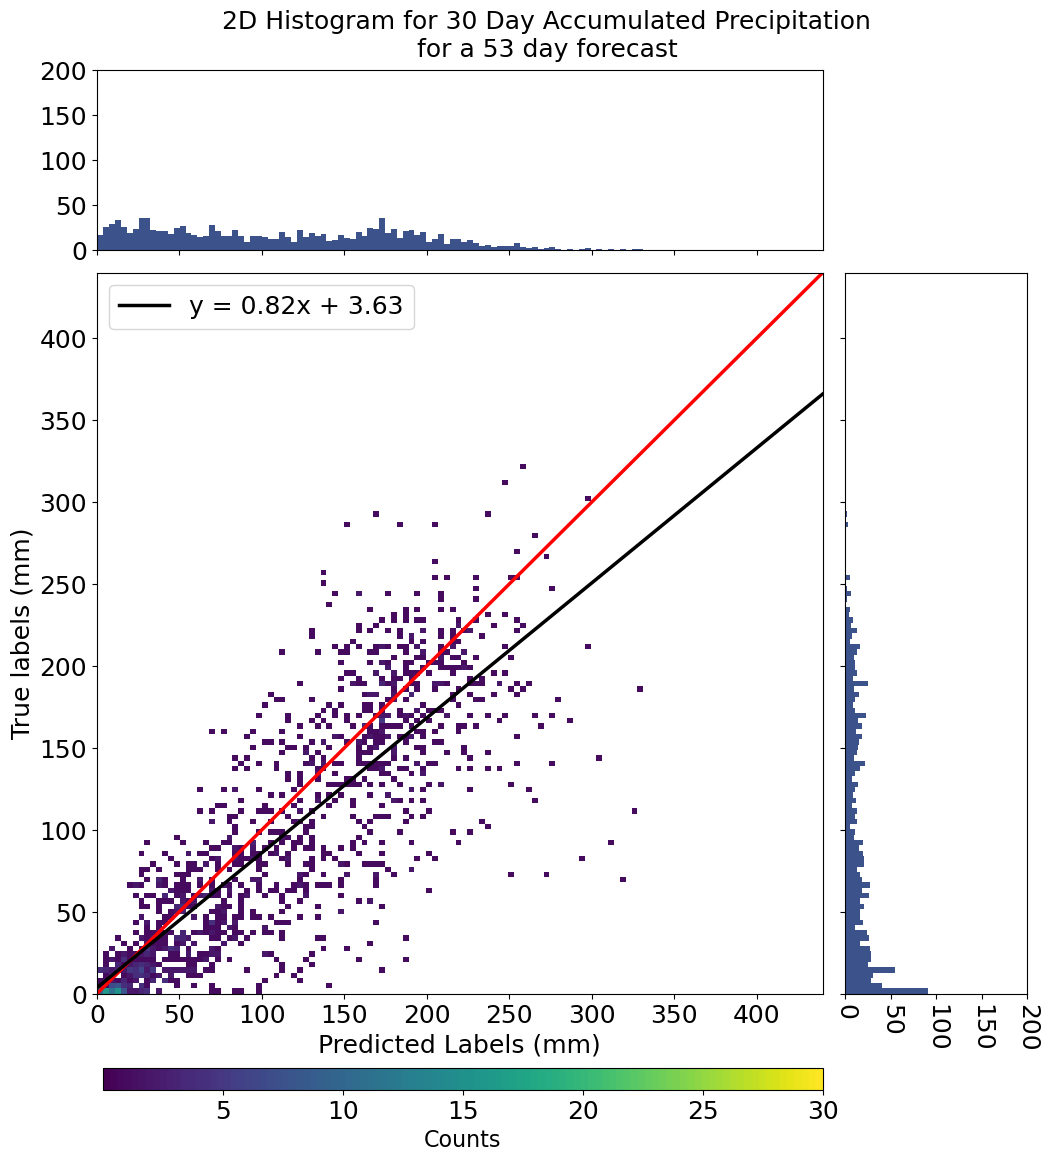 2D Histogram for 30 Day Accumulated Precipitation
for a 53 day forecast
200
150
100
50
0
y = 0.82x + 3.63
True labels (mm)
400
350
300
250
200
150
100
50
0
0 50 100 150 200 250 300 350 400
Predicted Labels (mm)
0 50 100 150 200
5 10 15 20 25 30
Counts